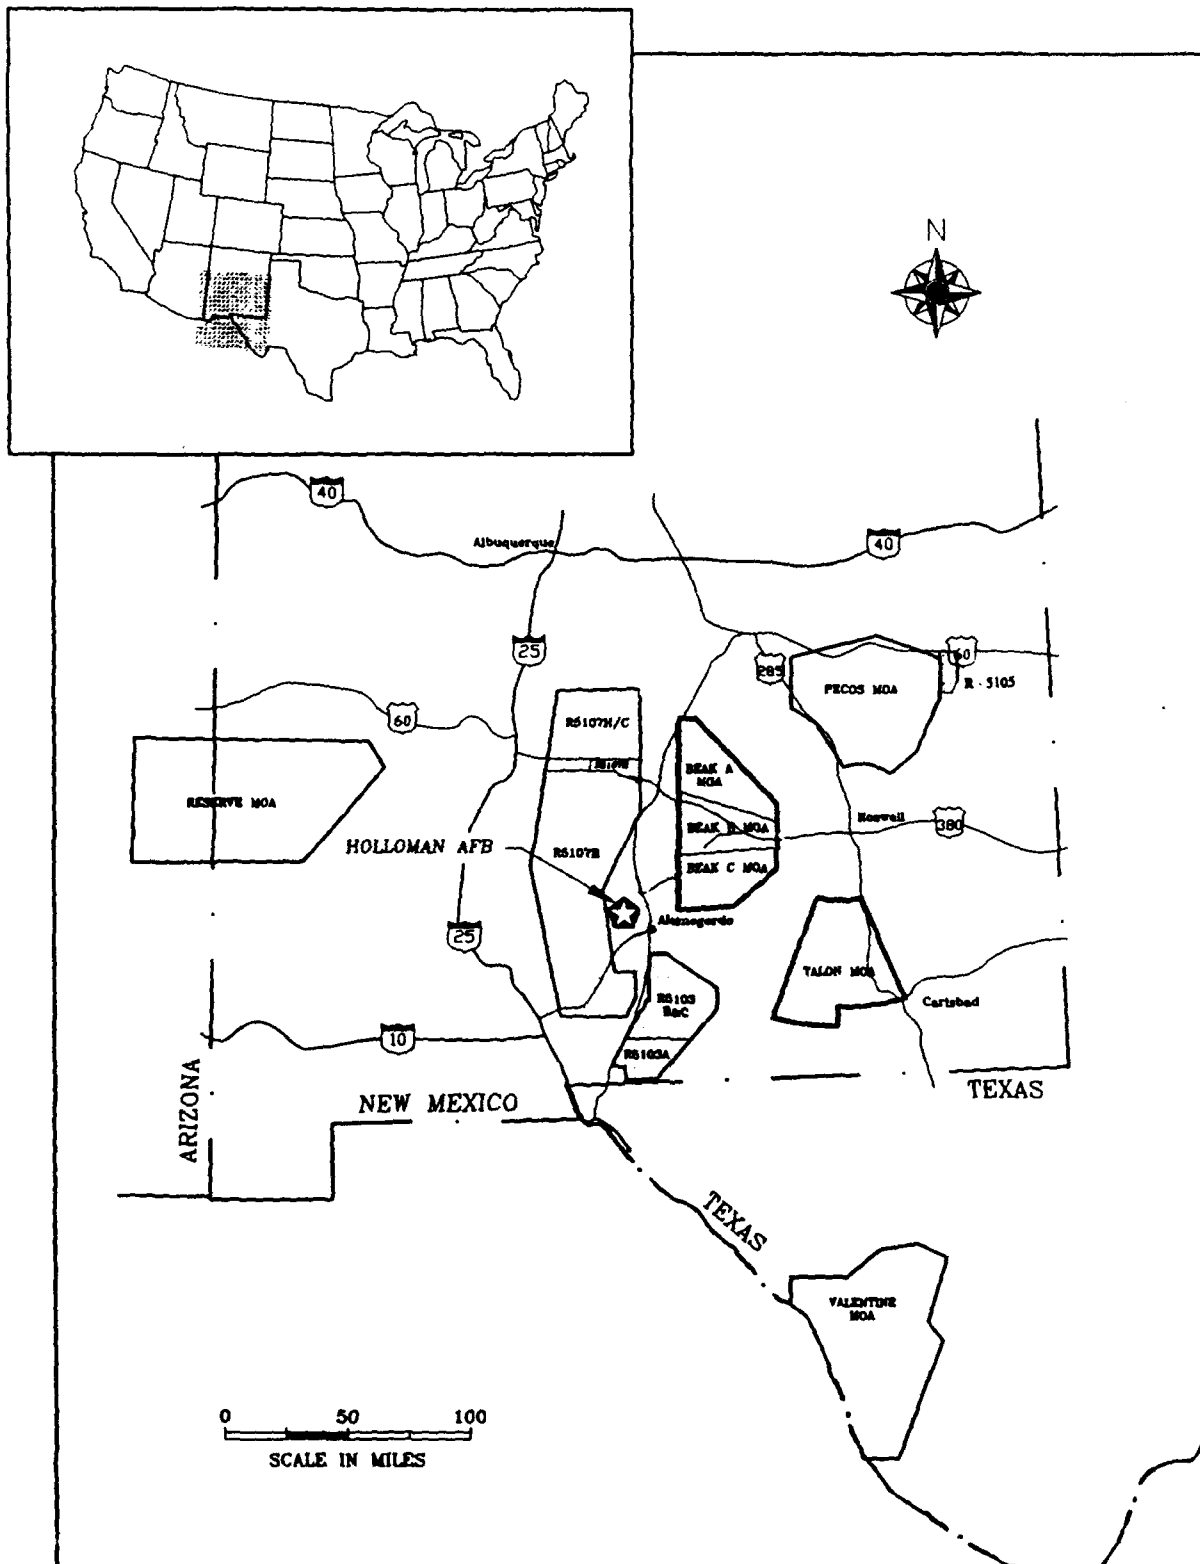 N
40
Albuquerque
40
25
285
60
R-5105
PECOS MOA
60
R5107H/C
BEAK A
MOA
RESERVE MOA
Roswell
380
BEAK B MOA
HOLLOMAN AFB
R5107B
BEAK C MOA
Alamogordo
25
TALON MOA
Carlsbad
R5103
B&C
10
R5103A
ARIZONA
NEW MEXICO
TEXAS
TEXAS
VALENTINE
MOA
0 50 100
SCALE IN MILES